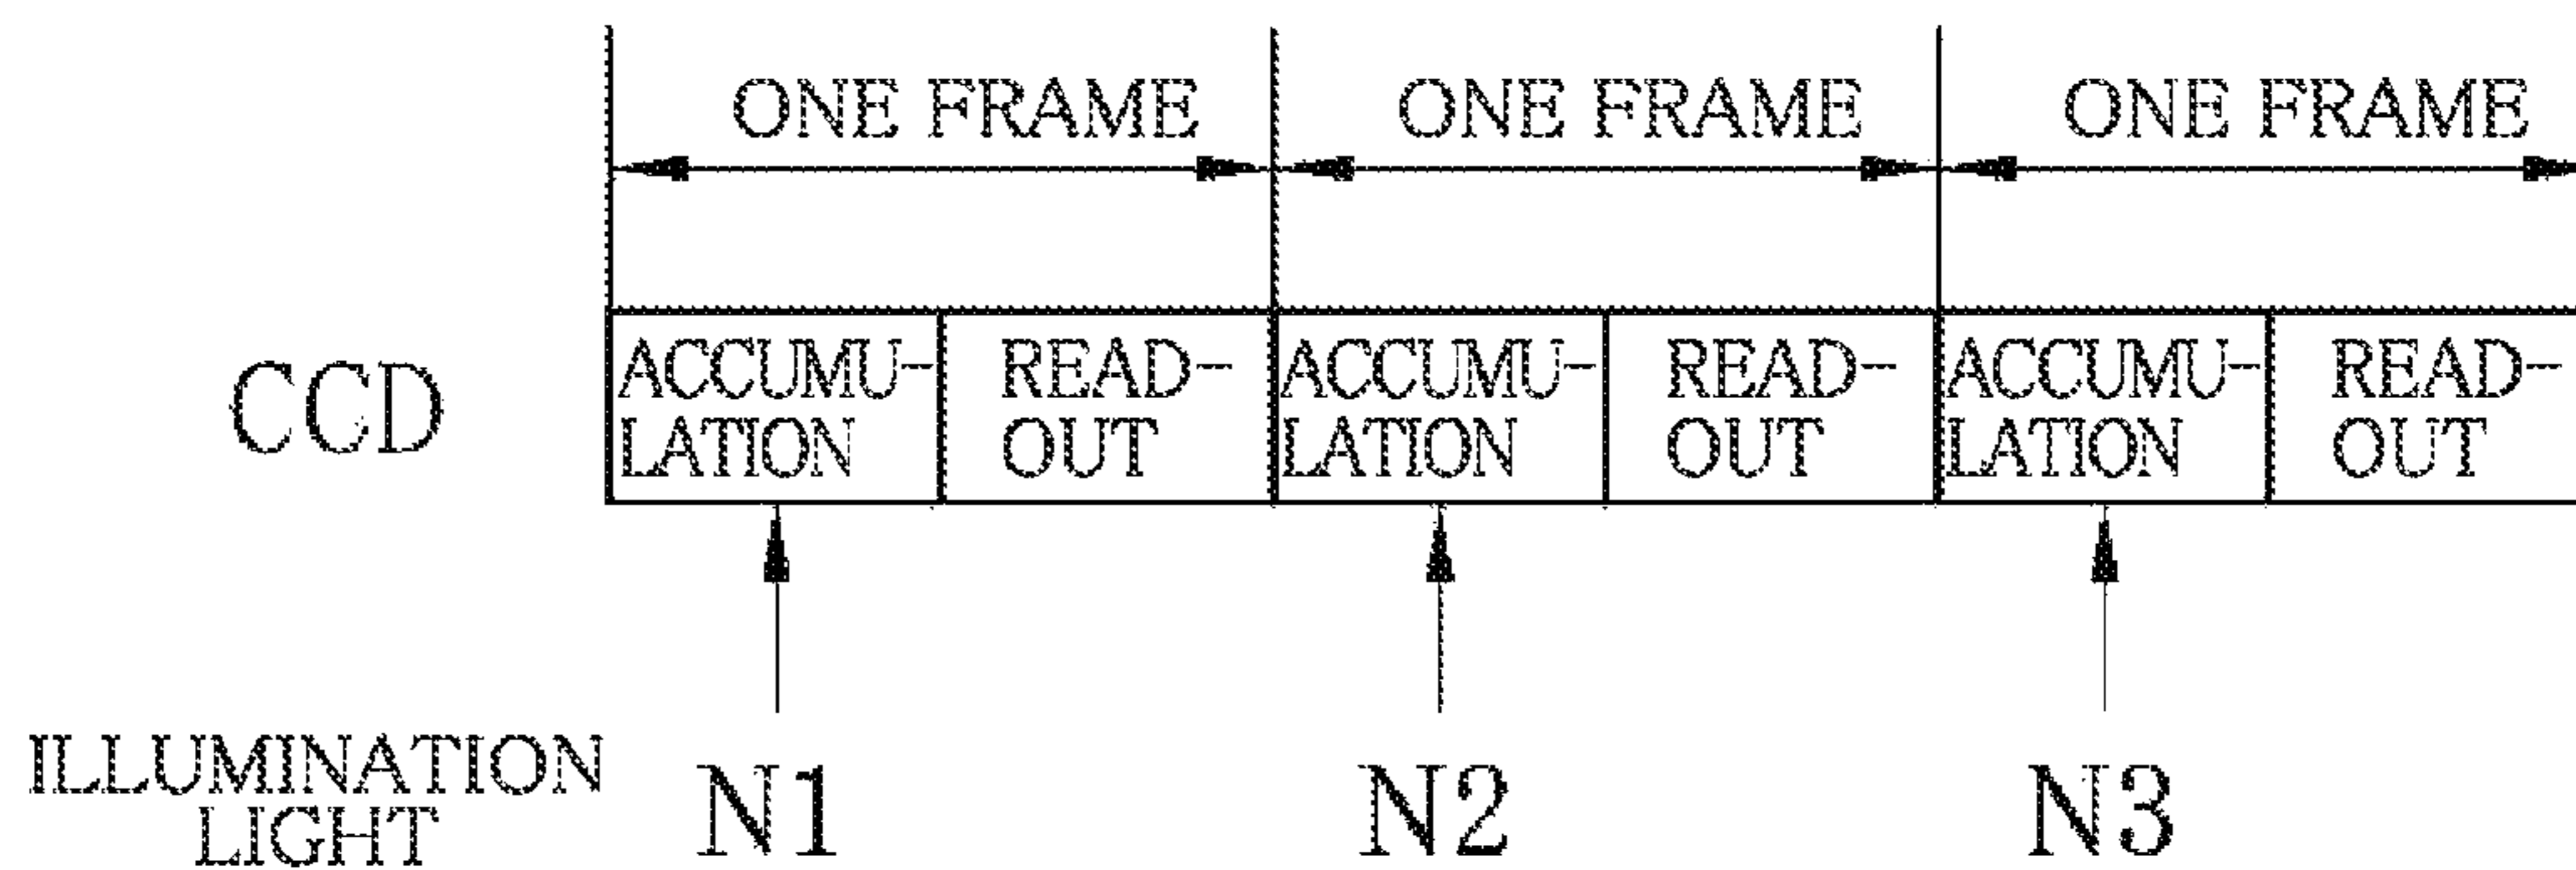 ONE FRAME ONE FRAME ONE FRAME
CCD
ACCUMU-
LATION
READ-
OUT
ACCUMU-
LATION
READ-
OUT
ACCUMU-
LATION
READ-
OUT
ILLUMINATION
LIGHT
N1 N2 N3